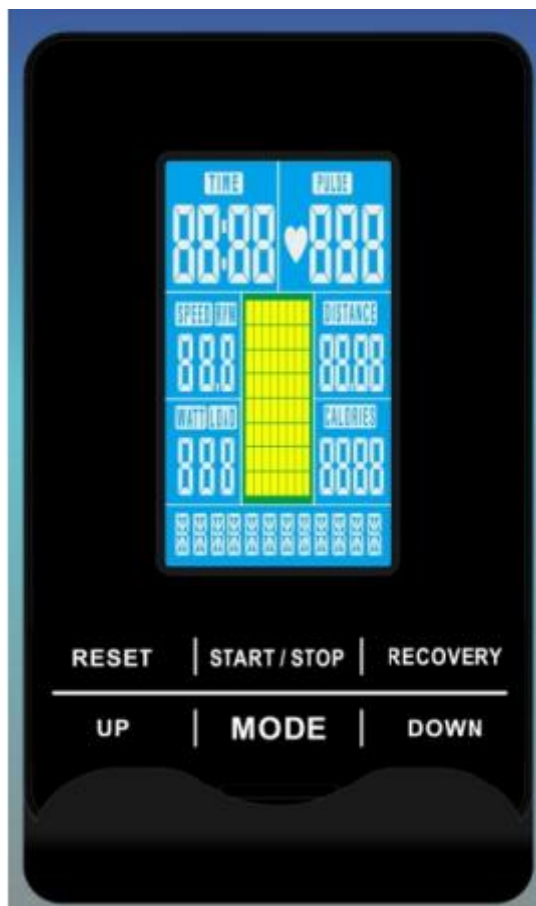 TIME PULSE
88:88 888
SPEED RPM DISTANCE
88.8 88.88
WATT LOAD CALORIES
888 8888
RESET START / STOP RECOVERY
UP MODE DOWN